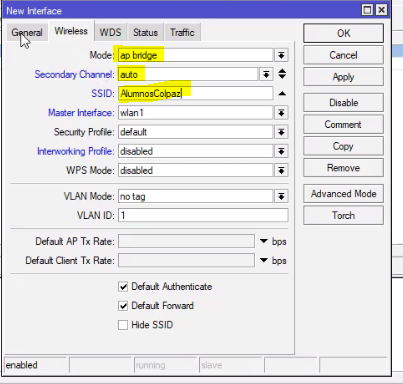 New Interface
General Wireless WDS Status Traffic
OK
Mode: ap bridge
Cancel
Secondary Channel: auto
Apply
SSID: AlumnosColpaz
Master Interface: wlan1
Disable
Security Profile: default
Comment
Interworking Profile: disabled
Copy
WPS Mode: disabled
Remove
VLAN Mode: no tag
Advanced Mode
VLAN ID: 1
Torch
Default AP Tx Rate: bps
Default Client Tx Rate: bps
Default Authenticate
Default Forward
Hide SSID
enabled running slave